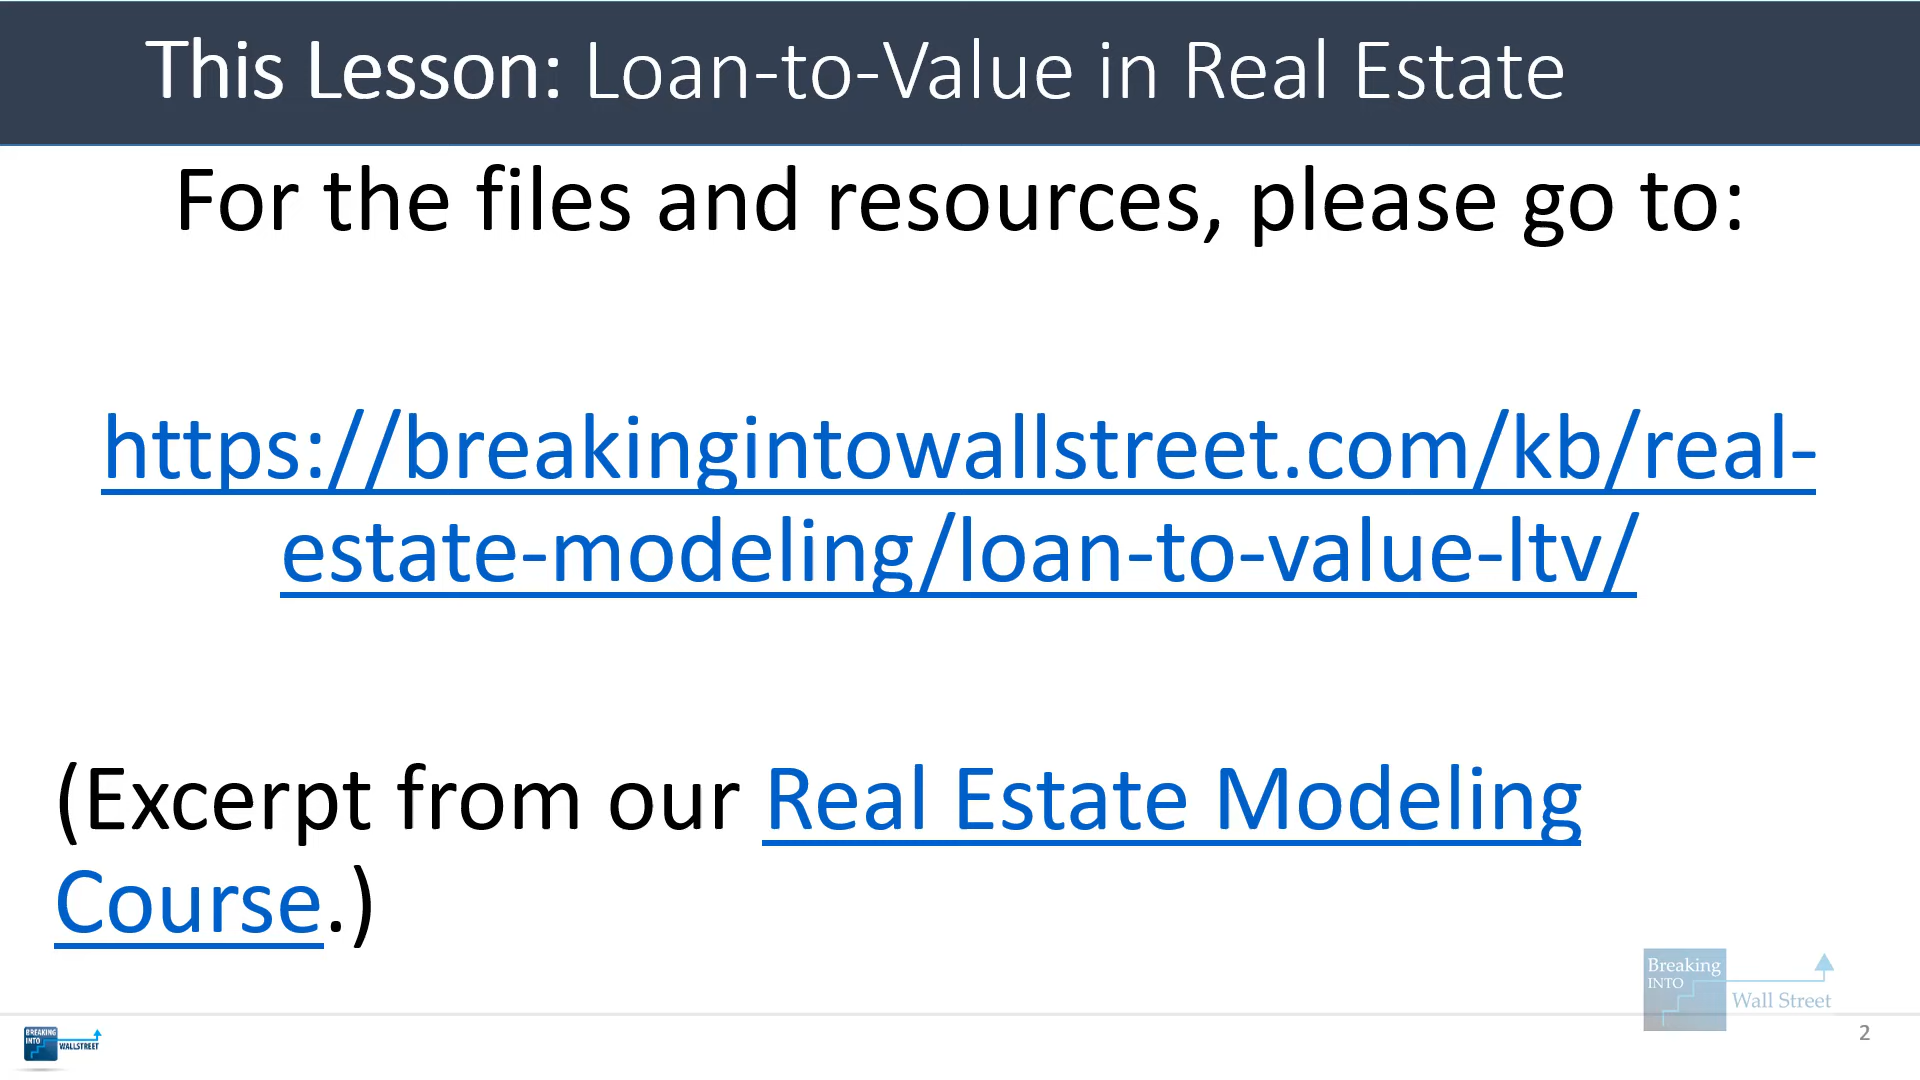 This Lesson: Loan-to-Value in Real Estate
For the files and resources, please go to:
https://breakingintowallstreet.com/kb/real-
estate-modeling/loan-to-value-ltv/
(Excerpt from our Real Estate Modeling
Course.)
Breaking
INTO
Wall Street
BREAKING
INTO
WALLSTREET
2